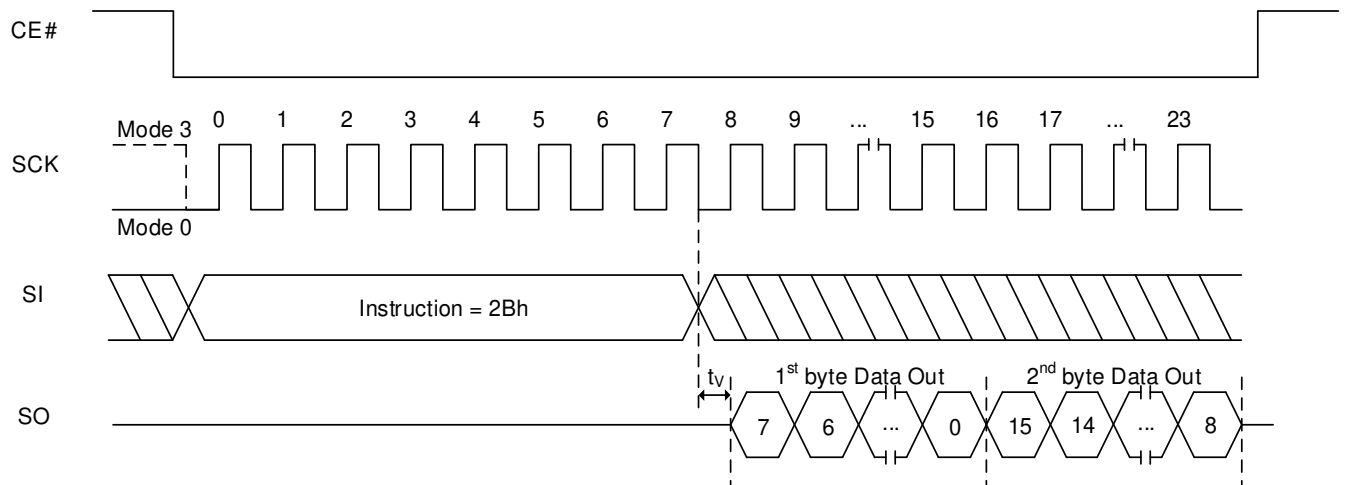 CE#
Mode 3 0 1 2 3 4 5 6 7 8 9 ... 15 16 17 ... 23
SCK
Mode 0
SI
Instruction = 2Bh
tV 1st byte Data Out 2nd byte Data Out
SO
7 6 ... 0 15 14 ... 8